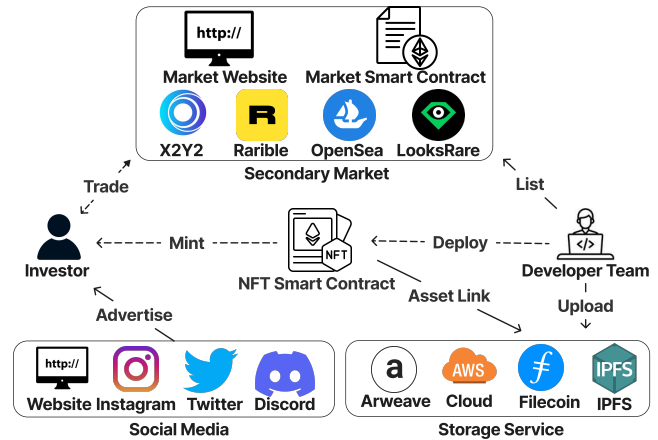 http://
Market Website
Market Smart Contract
X2Y2
R
Rarible
OpenSea
LooksRare
Secondary Market
Trade
List
Investor
Mint
NFT
NFT Smart Contract
Deploy
</>
Developer Team
Advertise
Asset Link
Upload
http://
Website
Instagram
Twitter
Discord
Social Media
a
Arweave
AWS
Cloud
Filecoin
IPFS
IPFS
Storage Service